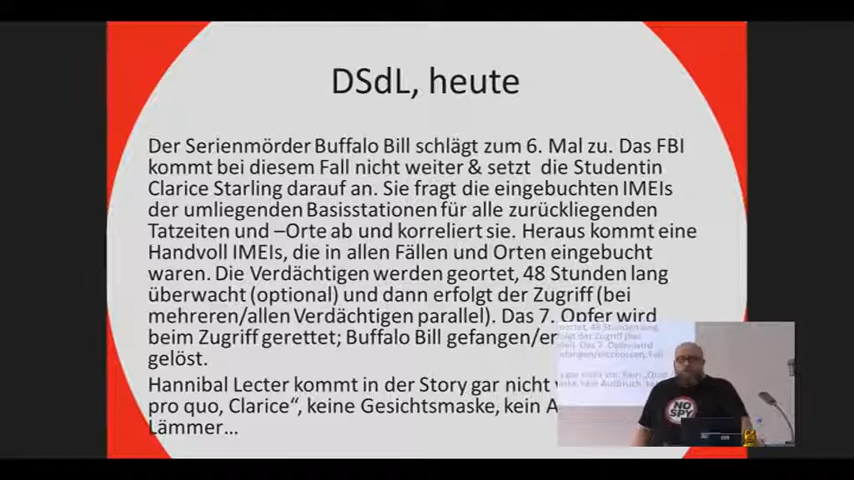 DSdL, heute
Der Serienmörder Buffalo Bill schlägt zum 6. Mal zu. Das FBI
kommt bei diesem Fall nicht weiter & setzt die Studentin
Clarice Starling darauf an. Sie fragt die eingebuchten IMEIs
der umliegenden Basisstationen für alle zurückliegenden
Tatzeiten und –Orte ab und korreliert sie. Heraus kommt eine
Handvoll IMEIs, die in allen Fällen und Orten eingebucht
waren. Die Verdächtigen werden geortet, 48 Stunden lang
überwacht (optional) und dann erfolgt der Zugriff (bei
mehreren/allen Verdächtigen parallel). Das 7. Opfer wird
beim Zugriff gerettet; Buffalo Bill gefangen/er
gelöst.
Hannibal Lecter kommt in der Story gar nicht
pro quo, Clarice“, keine Gesichtsmaske, kein A
Lämmer…
NO
SPY